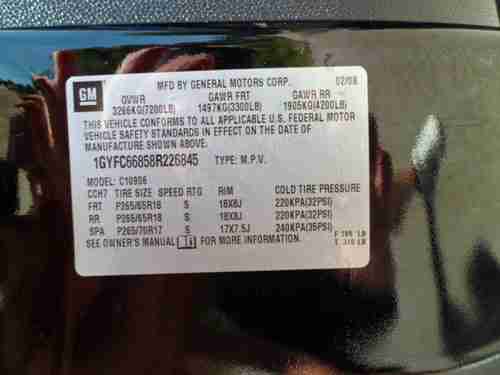 GM
MFD BY GENERAL MOTORS CORP. 02/08
GVWR GAWR FRT GAWR RR
3266KG(7200LB) 1497KG(3300LB) 1905KG(4200LB)
THIS VEHICLE CONFORMS TO ALL APPLICABLE U.S. FEDERAL MOTOR
VEHICLE SAFETY STANDARDS IN EFFECT ON THE DATE OF
MANUFACTURE SHOWN ABOVE.
1GYFC66858R226845 TYPE: M.P.V.
MODEL: C10906
CCH7 TIRE SIZE SPEED RTG RIM COLD TIRE PRESSURE
FRT P265/65R18 S 18X8J 220KPA(32PSI)
RR P265/65R18 S 18X8J 220KPA(32PSI)
SPA P265/70R17 S 17X7.5J 240KPA(35PSI)
SEE OWNER'S MANUAL FOR MORE INFORMATION.